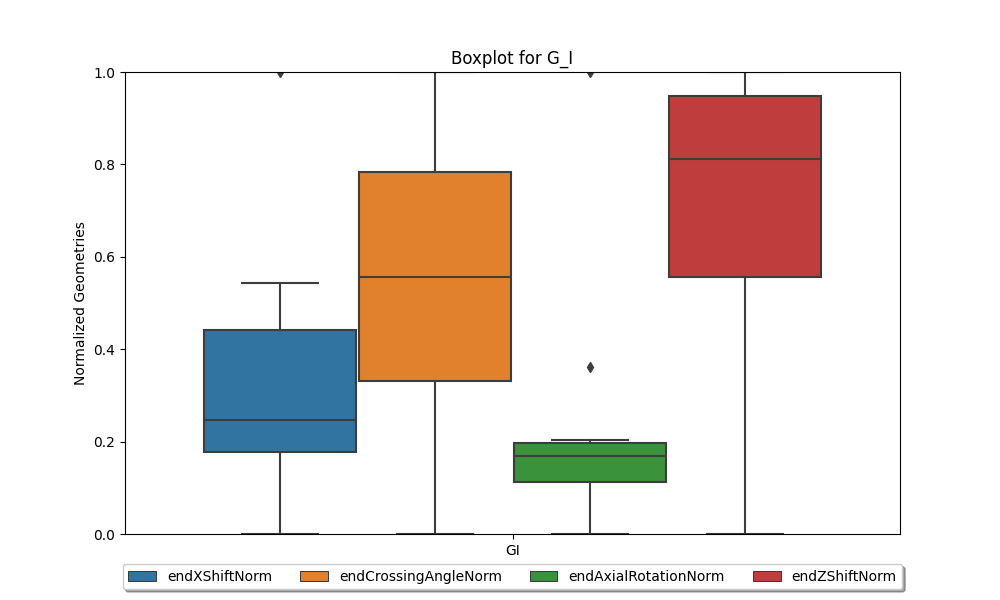 Boxplot for G_I
Normalized Geometries
1.0
0.8
0.6
0.4
0.2
0.0
GI
endXShiftNorm endCrossingAngleNorm endAxialRotationNorm endZShiftNorm